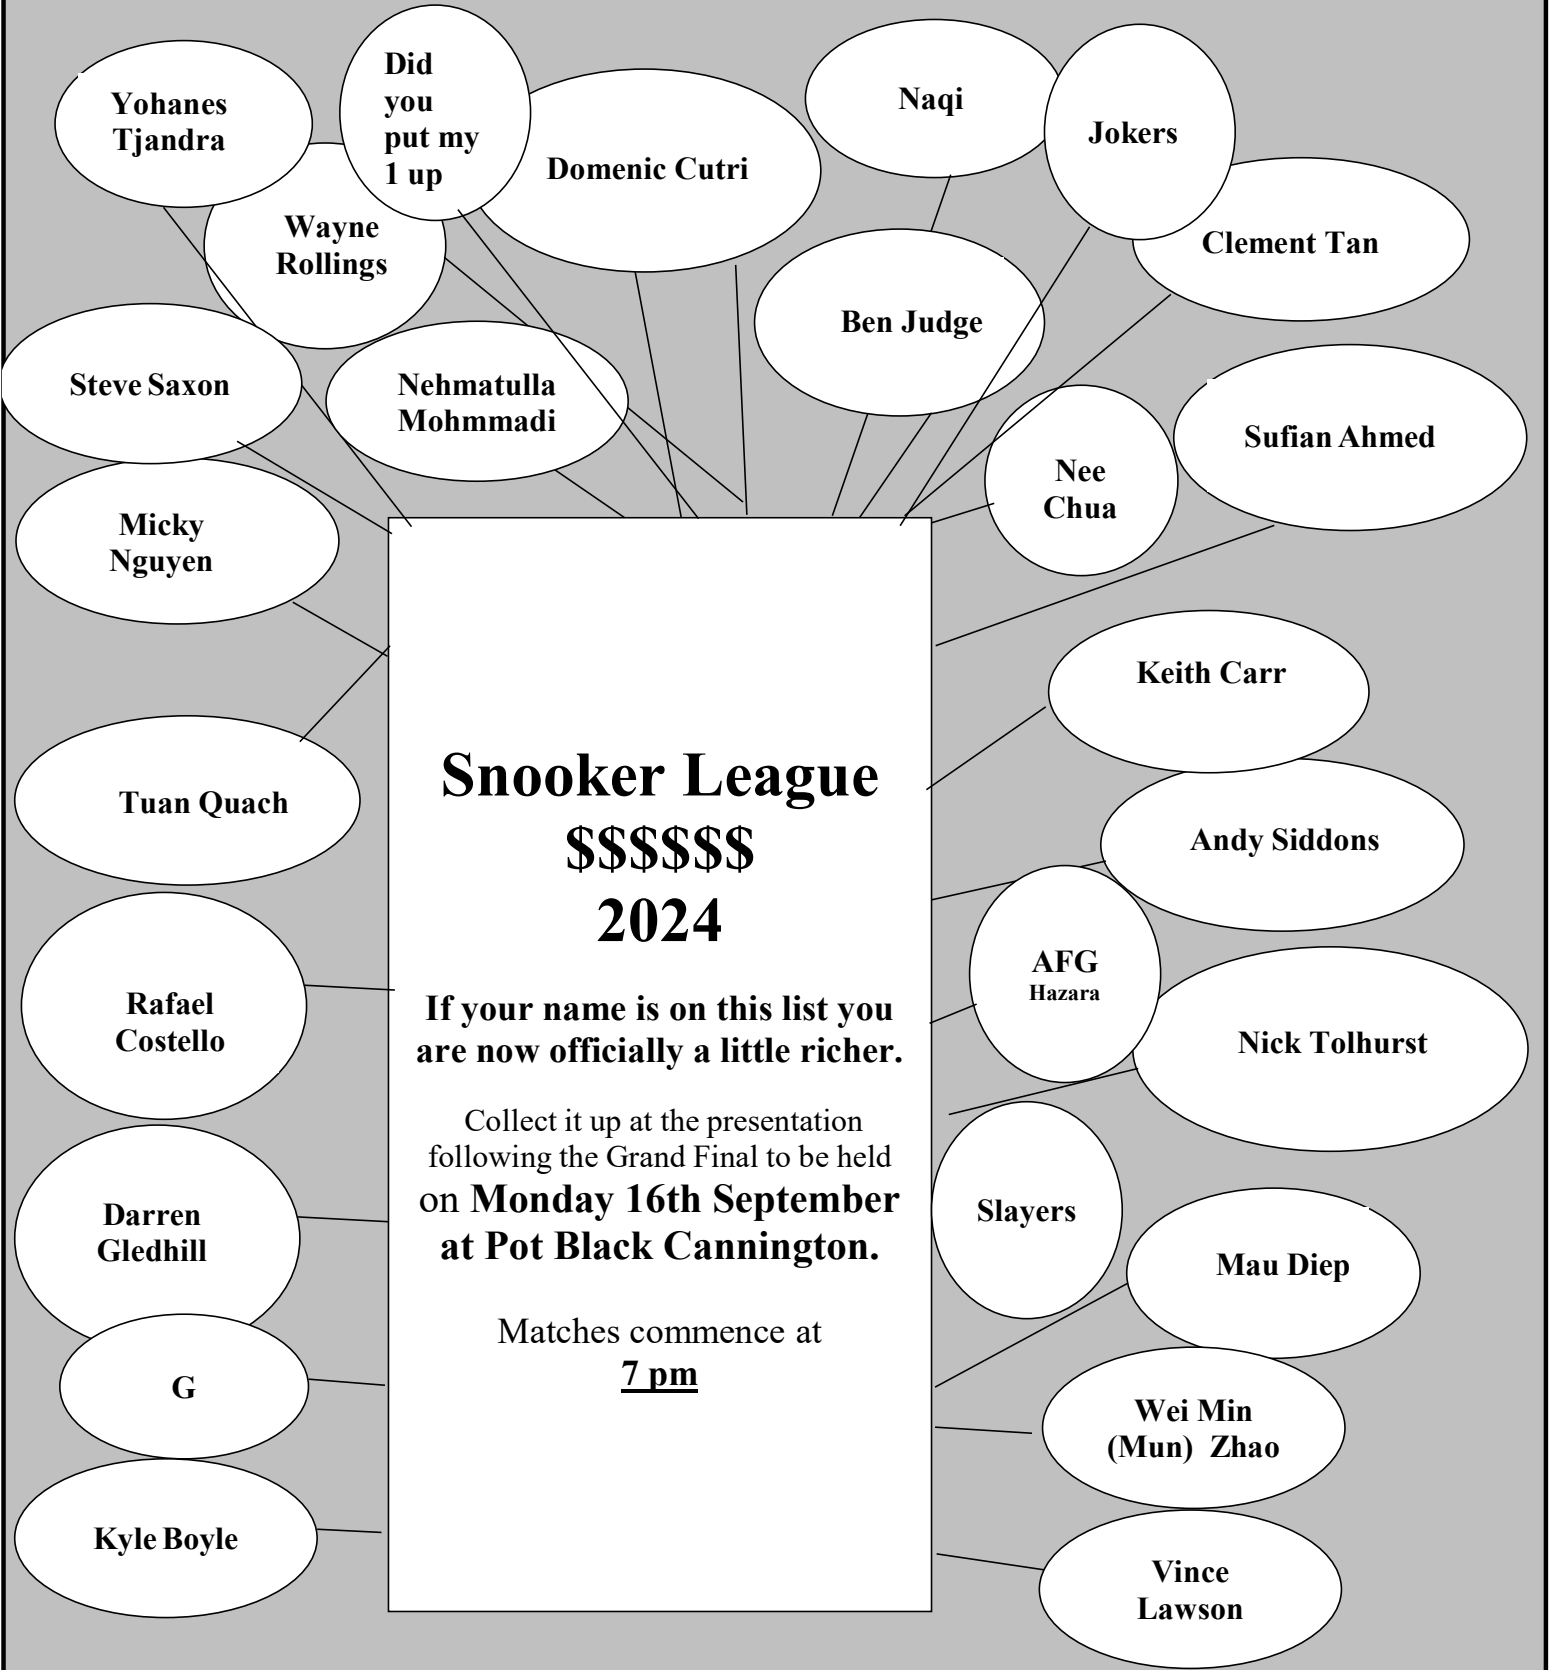 Did
you
put my
1 up
Yohanes
Tjandra
Naqi
Jokers
Domenic Cutri
Wayne
Rollings
Clement Tan
Ben Judge
Steve Saxon
Nehmatulla
Mohmmadi
Sufian Ahmed
Nee
Chua
Micky
Nguyen
Keith Carr
Tuan Quach
Andy Siddons
Snooker League
$$$$$$
2024
AFG
Hazara
Rafael
Costello
If your name is on this list you
are now officially a little richer.
Nick Tolhurst
Collect it up at the presentation
following the Grand Final to be held
on Monday 16th September
at Pot Black Cannington.
Slayers
Darren
Gledhill
Mau Diep
Matches commence at
7 pm
G
Wei Min
(Mun) Zhao
Kyle Boyle
Vince
Lawson